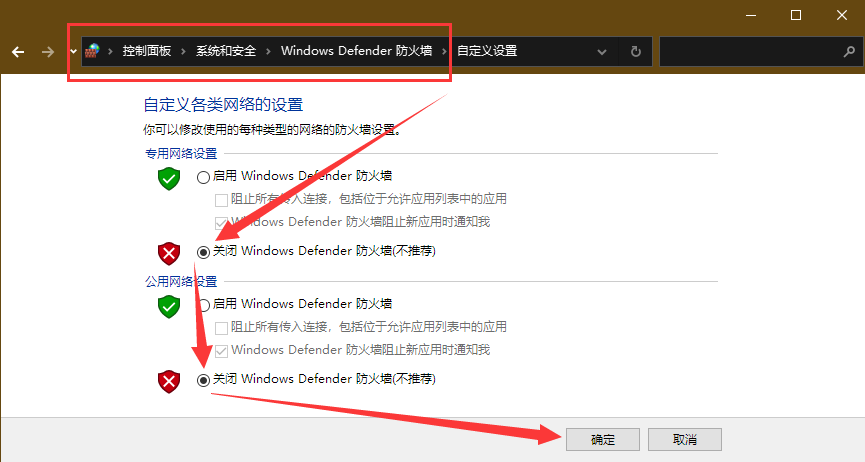 控制面板 › 系统和安全 › Windows Defender 防火墙 › 自定义设置
自定义各类网络的设置
你可以修改使用的每种类型的网络的防火墙设置。
专用网络设置
启用 Windows Defender 防火墙
阻止所有传入连接，包括位于允许应用列表中的应用
Windows Defender 防火墙阻止新应用时通知我
关闭 Windows Defender 防火墙(不推荐)
公用网络设置
启用 Windows Defender 防火墙
阻止所有传入连接，包括位于允许应用列表中的应用
Windows Defender 防火墙阻止新应用时通知我
关闭 Windows Defender 防火墙(不推荐)
确定 取消